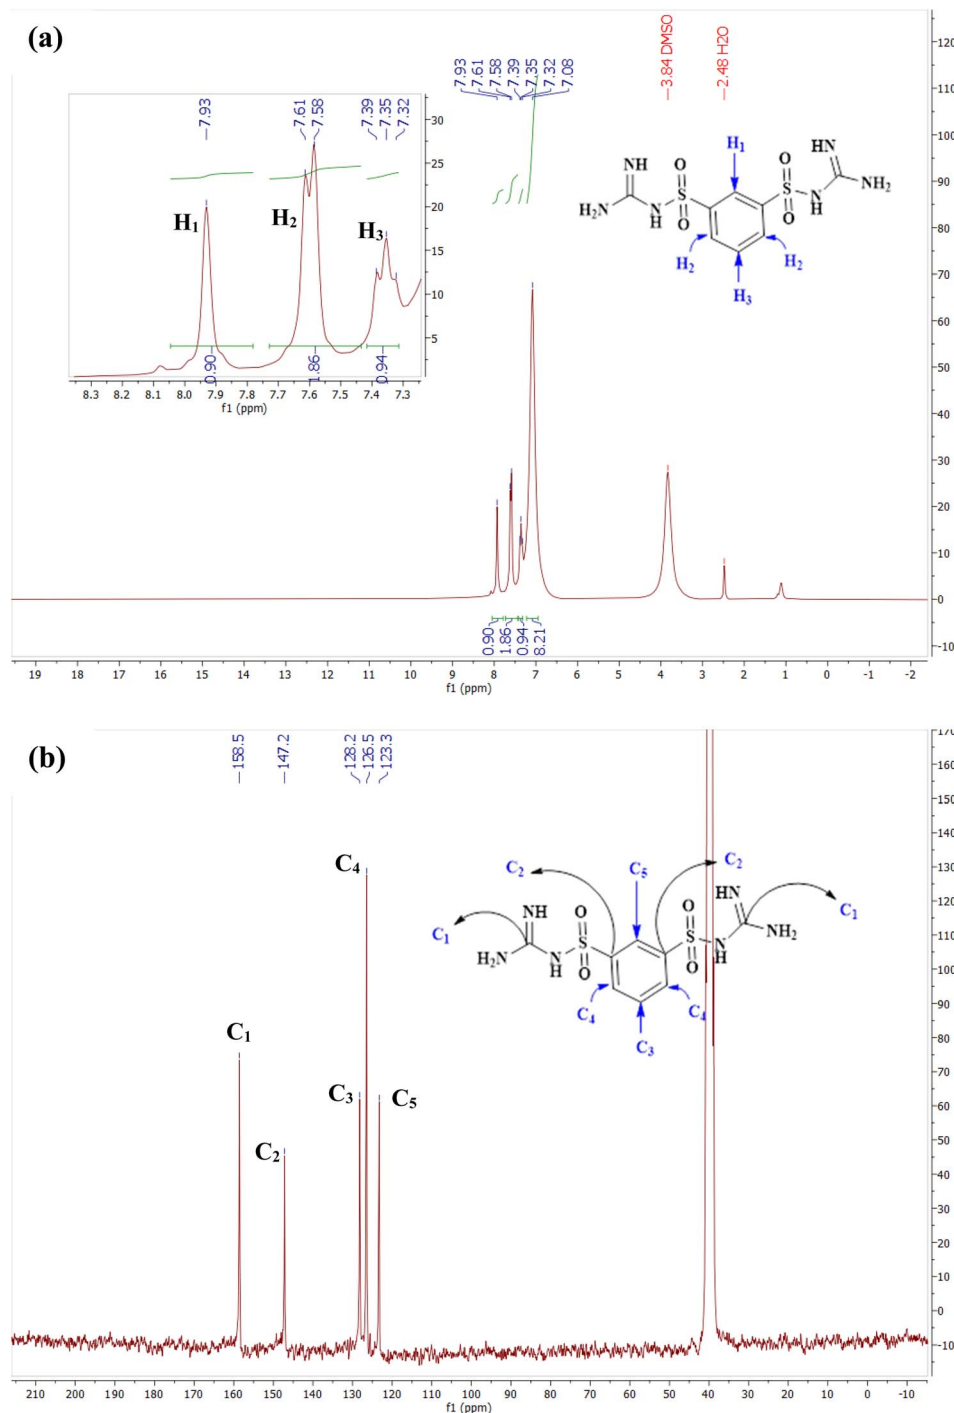 (a)
7.93
7.61
7.58
7.39
7.35
7.32
7.08
3.84 DMSO
2.48 H2O
7.93
7.61
7.58
7.39
7.35
7.32
H1
H2
H3
0.90
1.86
0.94
30
25
20
15
10
5
8.3 8.2 8.1 8.0 7.9 7.8 7.7 7.6 7.5 7.4 7.3
f1 (ppm)
H1
NH O O O O HN
H2N N H S S N H NH2
H2 H2
H3
120
110
100
90
80
70
60
50
40
30
20
10
0
-10
0.90
1.86
0.94
8.21
19 18 17 16 15 14 13 12 11 10 9 8 7 6 5 4 3 2 1 0 -1 -2
f1 (ppm)
(b)
158.5
147.2
128.2
126.5
123.3
C1
C2
C3
C4
C5
C2 C5 C2
C1 NH O O O O HN C1
H2N N H S S N H NH2
C4 C4
C3
170
160
150
140
130
120
110
100
90
80
70
60
50
40
30
20
10
0
-10
210 200 190 180 170 160 150 140 130 120 110 100 90 80 70 60 50 40 30 20 10 0 -10
f1 (ppm)